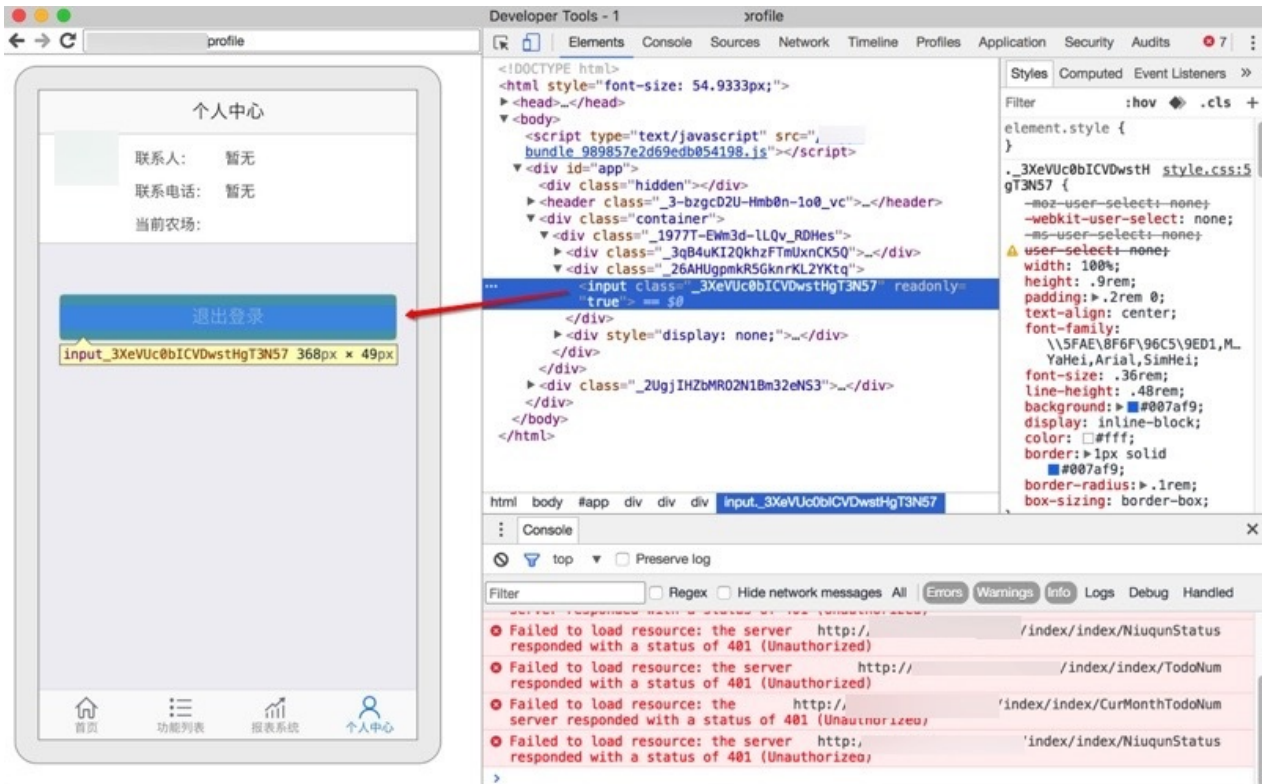 Developer Tools - 1 profile
profile
Elements Console Sources Network Timeline Profiles Application Security Audits 7
个人中心
联系人: 暂无
联系电话: 暂无
当前农场:
退出登录
input_3XeVUc0bICVDwstHgT3N57 368px × 49px
首页 功能列表 报表系统 个人中心
<!DOCTYPE html>
<html style="font-size: 54.9333px;">
<head>…</head>
<body>
<script type="text/javascript" src="/
bundle_989857e2d69edb054198.js"></script>
<div id="app">
<div class="hidden"></div>
<header class="_3-bzgcD2U-Hmb0n-1o0_vc">…</header>
<div class="container">
<div class="_1977T-EWm3d-lLQv_RDHes">
<div class="_3qB4uKI2QkhzFTmUxnCK5Q">…</div>
<div class="_26AHUgpmkR5GknrKL2YKtq">
<input class="_3XeVUc0bICVDwstHgT3N57" readonly=
"true"> == $0
</div>
<div style="display: none;">…</div>
</div>
</div>
<div class="_2UgjIHZbMRO2N1Bm32eNS3">…</div>
</div>
</body>
</html>
html body #app div div div input._3XeVUc0bICVDwstHgT3N57
Styles Computed Event Listeners »
Filter :hov .cls +
element.style {
}
._3XeVUc0bICVDwstH style.css:5
gT3N57 {
-moz-user-select: none;
-webkit-user-select: none;
-ms-user-select: none;
user-select: none;
width: 100%;
height: .9rem;
padding: .2rem 0;
text-align: center;
font-family:
\\5FAE\8F6F\96C5\9ED1,M…
YaHei,Arial,SimHei;
font-size: .36rem;
line-height: .48rem;
background: #007af9;
display: inline-block;
color: #fff;
border: 1px solid
#007af9;
border-radius: .1rem;
box-sizing: border-box;
Console
top Preserve log
Filter Regex Hide network messages All Errors Warnings Info Logs Debug Handled
server responded with a status of 401 (Unauthorized)
Failed to load resource: the server http:/ /index/index/NiuqunStatus
responded with a status of 401 (Unauthorized)
Failed to load resource: the server http:// /index/index/TodoNum
responded with a status of 401 (Unauthorized)
Failed to load resource: the http:/ /index/index/CurMonthTodoNum
server responded with a status of 401 (Unauthorized)
Failed to load resource: the server http: index/index/NiuqunStatus
responded with a status of 401 (Unauthorized)